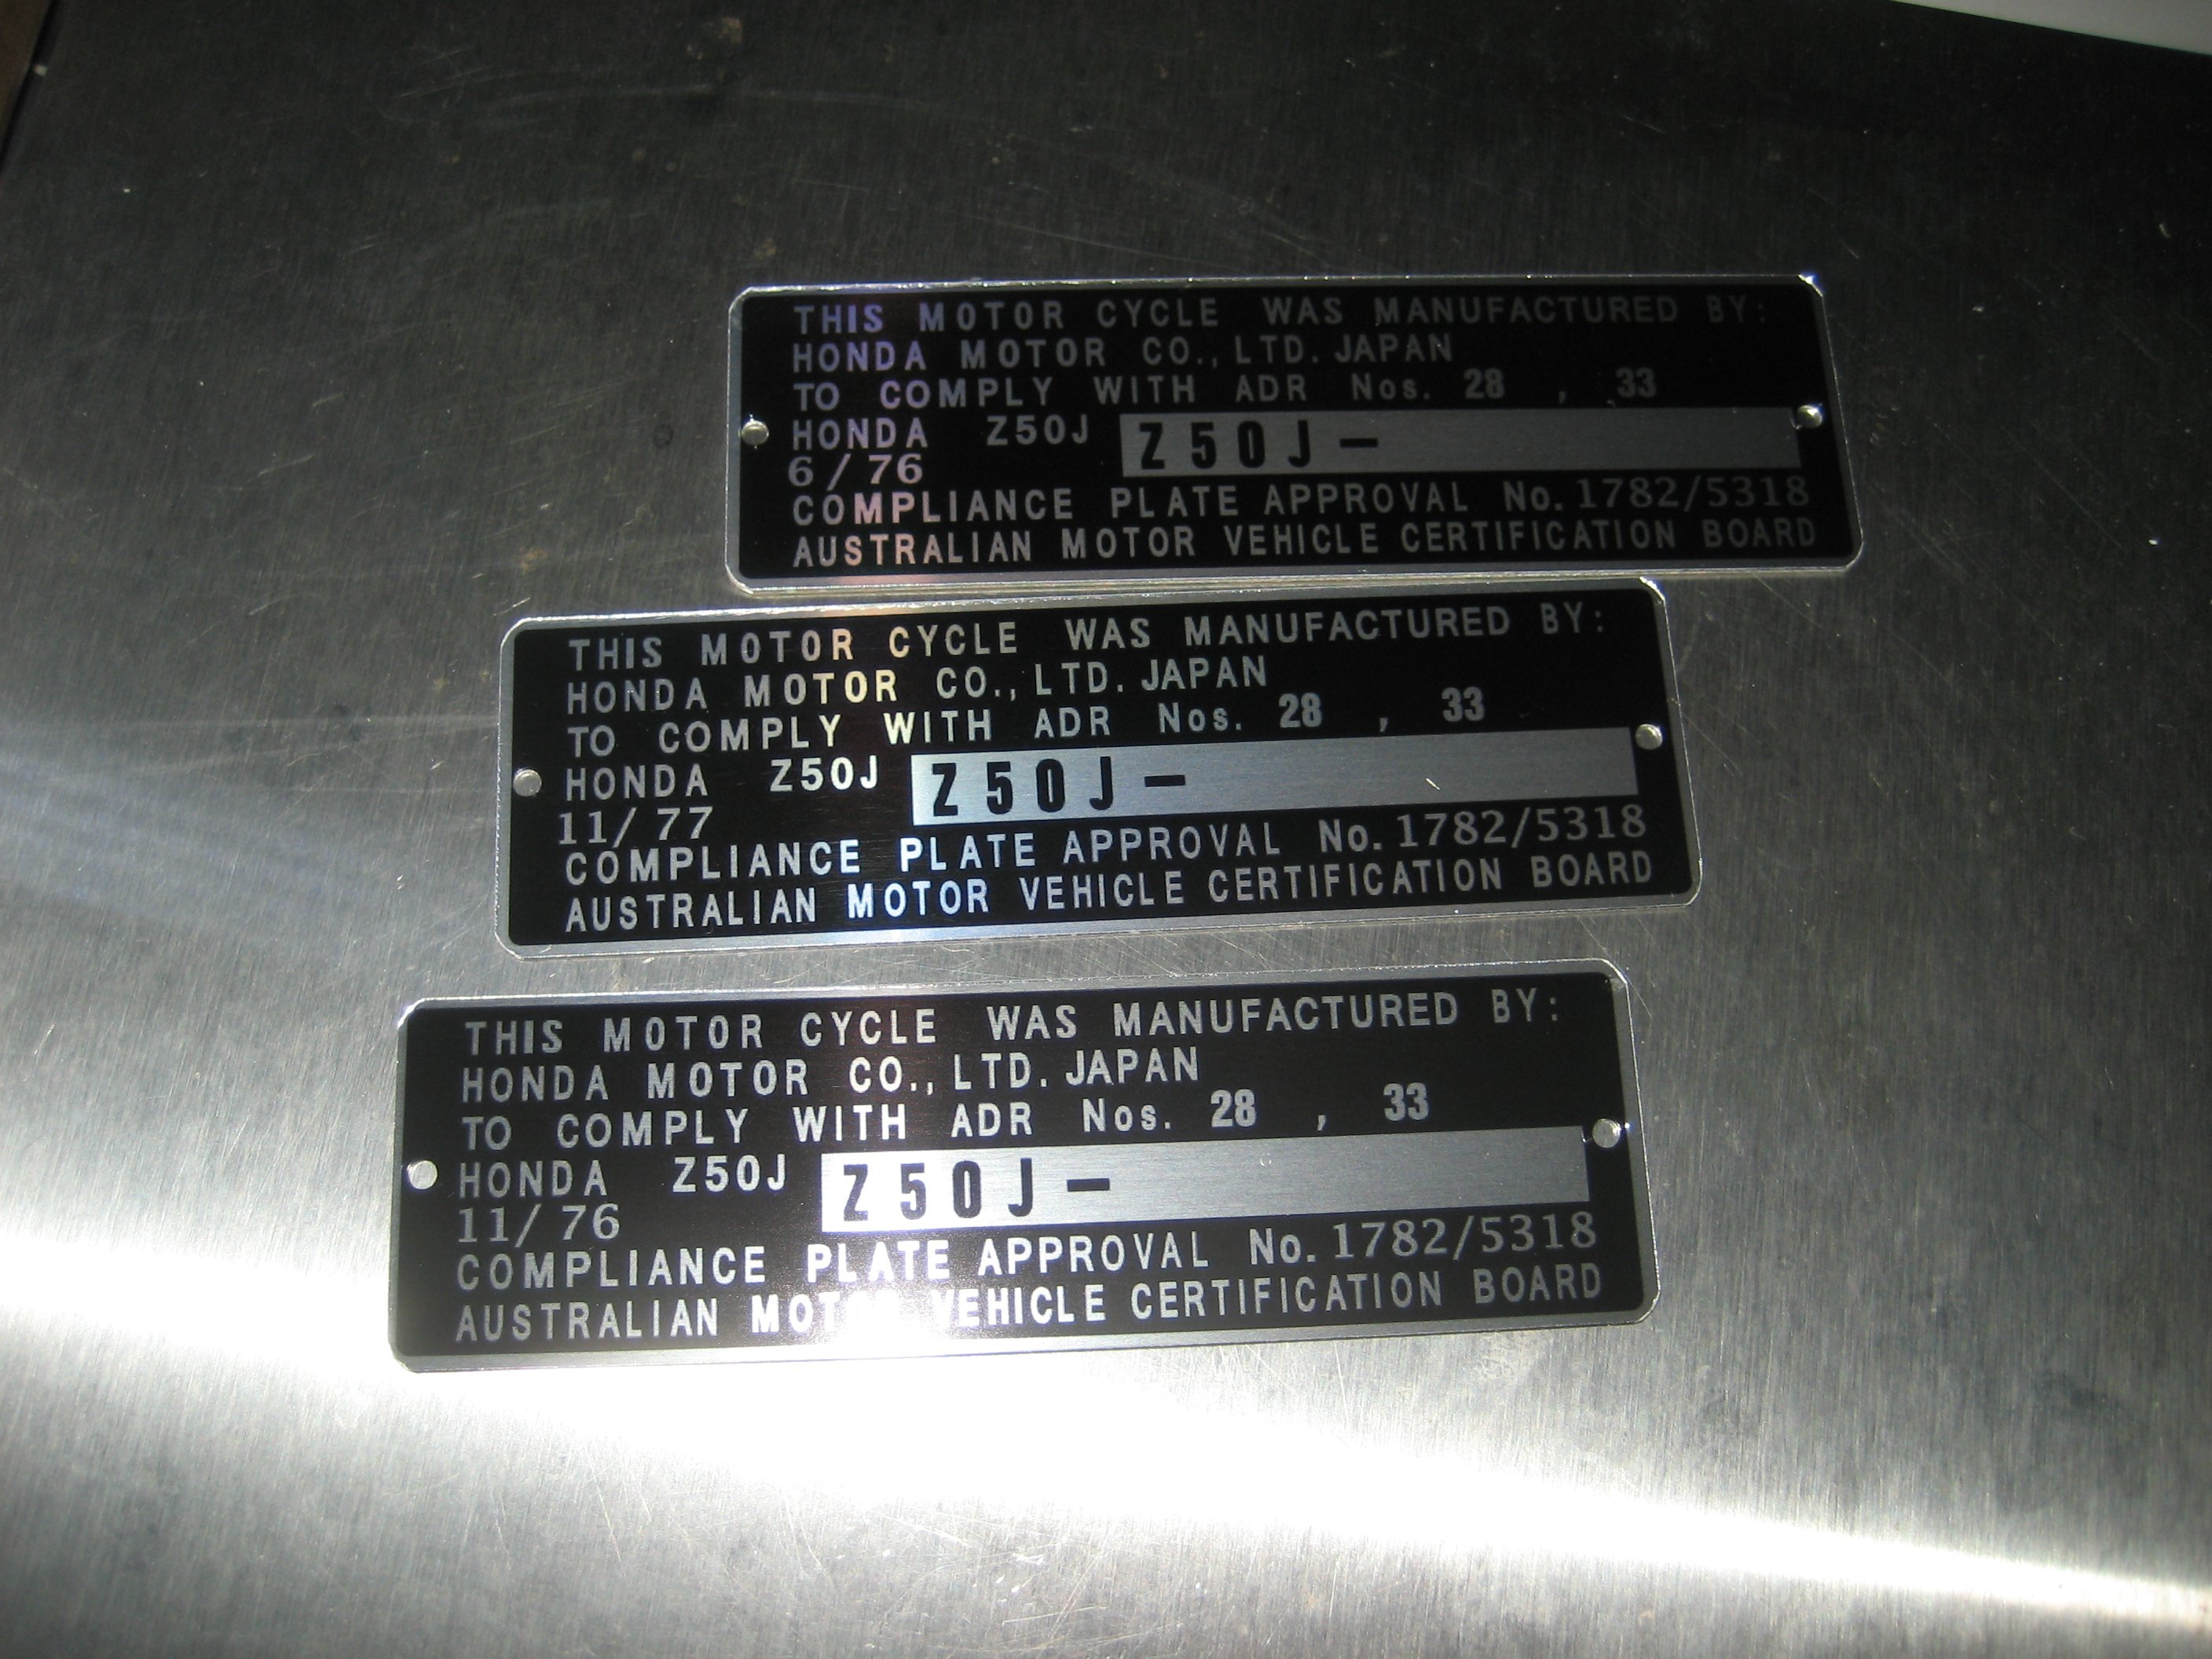 THIS MOTOR CYCLE WAS MANUFACTURED BY:
HONDA MOTOR CO., LTD. JAPAN
TO COMPLY WITH ADR Nos. 28 , 33
HONDA Z50J Z50J-
6/76
COMPLIANCE PLATE APPROVAL No. 1782/5318
AUSTRALIAN MOTOR VEHICLE CERTIFICATION BOARD
THIS MOTOR CYCLE WAS MANUFACTURED BY:
HONDA MOTOR CO., LTD. JAPAN
TO COMPLY WITH ADR Nos. 28 , 33
HONDA Z50J Z50J-
11/77
COMPLIANCE PLATE APPROVAL No. 1782/5318
AUSTRALIAN MOTOR VEHICLE CERTIFICATION BOARD
THIS MOTOR CYCLE WAS MANUFACTURED BY:
HONDA MOTOR CO., LTD. JAPAN
TO COMPLY WITH ADR Nos. 28 , 33
HONDA Z50J Z50J-
11/76
COMPLIANCE PLATE APPROVAL No. 1782/5318
AUSTRALIAN MOTOR VEHICLE CERTIFICATION BOARD